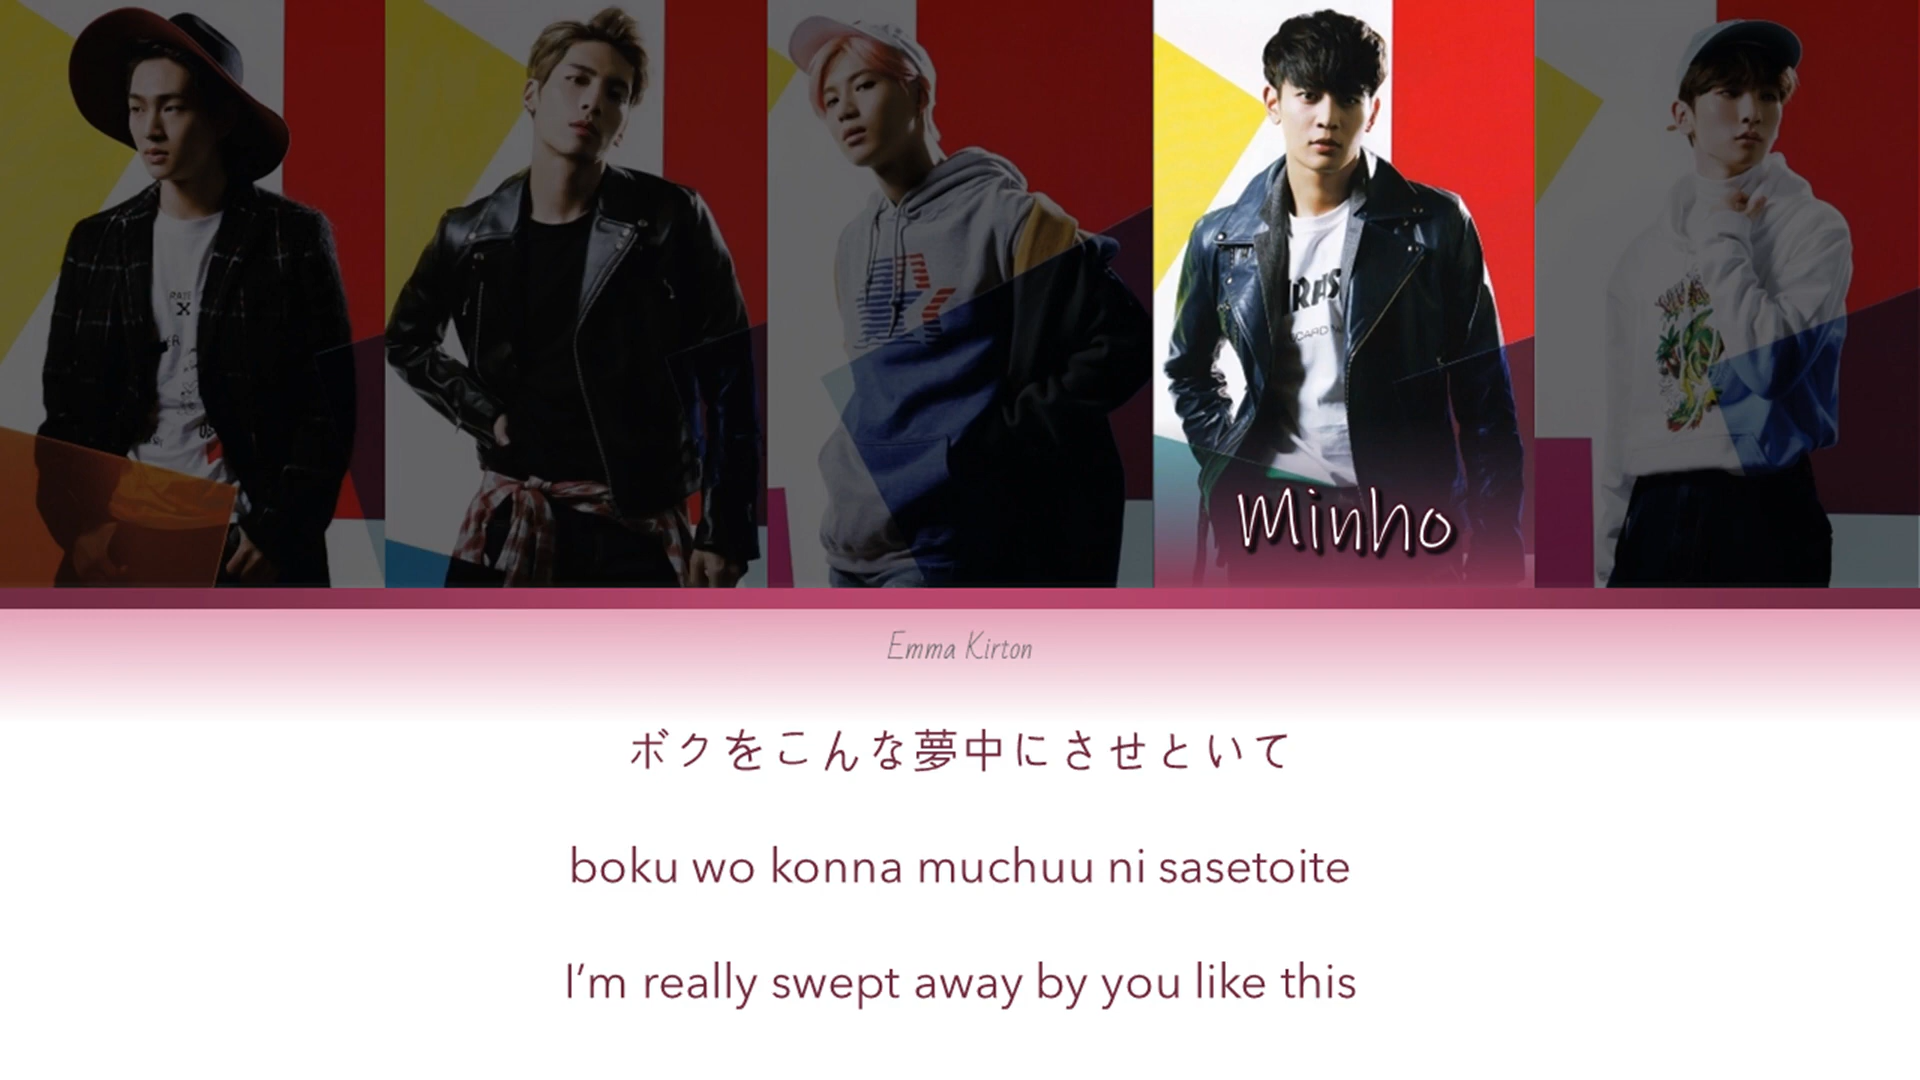 RATE
X
Minho
Emma Kirton
ボクをこんな夢中にさせといて
boku wo konna muchuu ni sasetoite
I'm really swept away by you like this